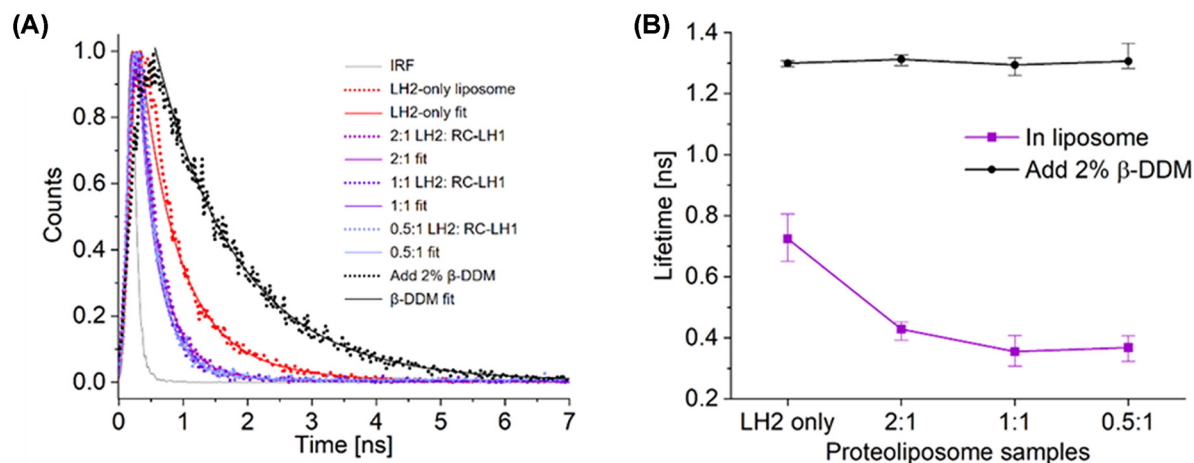 (A)
Counts
1.0
0.8
0.6
0.4
0.2
0.0
0 1 2 3 4 5 6 7
Time [ns]
IRF
LH2-only liposome
LH2-only fit
2:1 LH2: RC-LH1
2:1 fit
1:1 LH2: RC-LH1
1:1 fit
0.5:1 LH2: RC-LH1
0.5:1 fit
Add 2% β-DDM
β-DDM fit
(B)
Lifetime [ns]
1.4
1.2
1.0
0.8
0.6
0.4
0.2
In liposome
Add 2% β-DDM
LH2 only 2:1 1:1 0.5:1
Proteoliposome samples